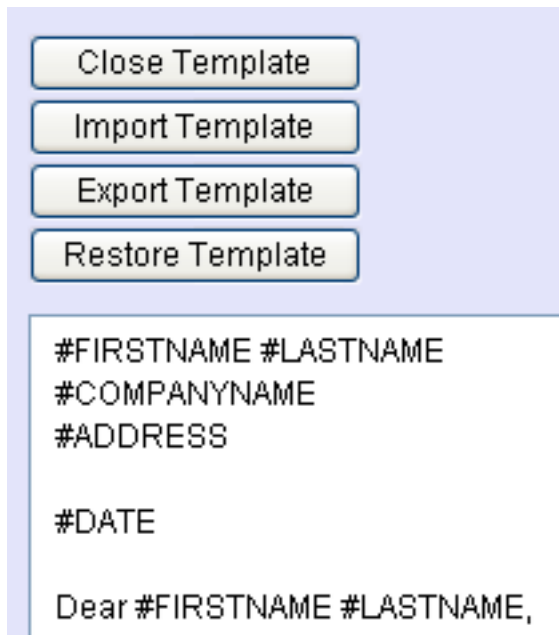 Close Template
Import Template
Export Template
Restore Template
#FIRSTNAME #LASTNAME
#COMPANYNAME
#ADDRESS
#DATE
Dear #FIRSTNAME #LASTNAME,